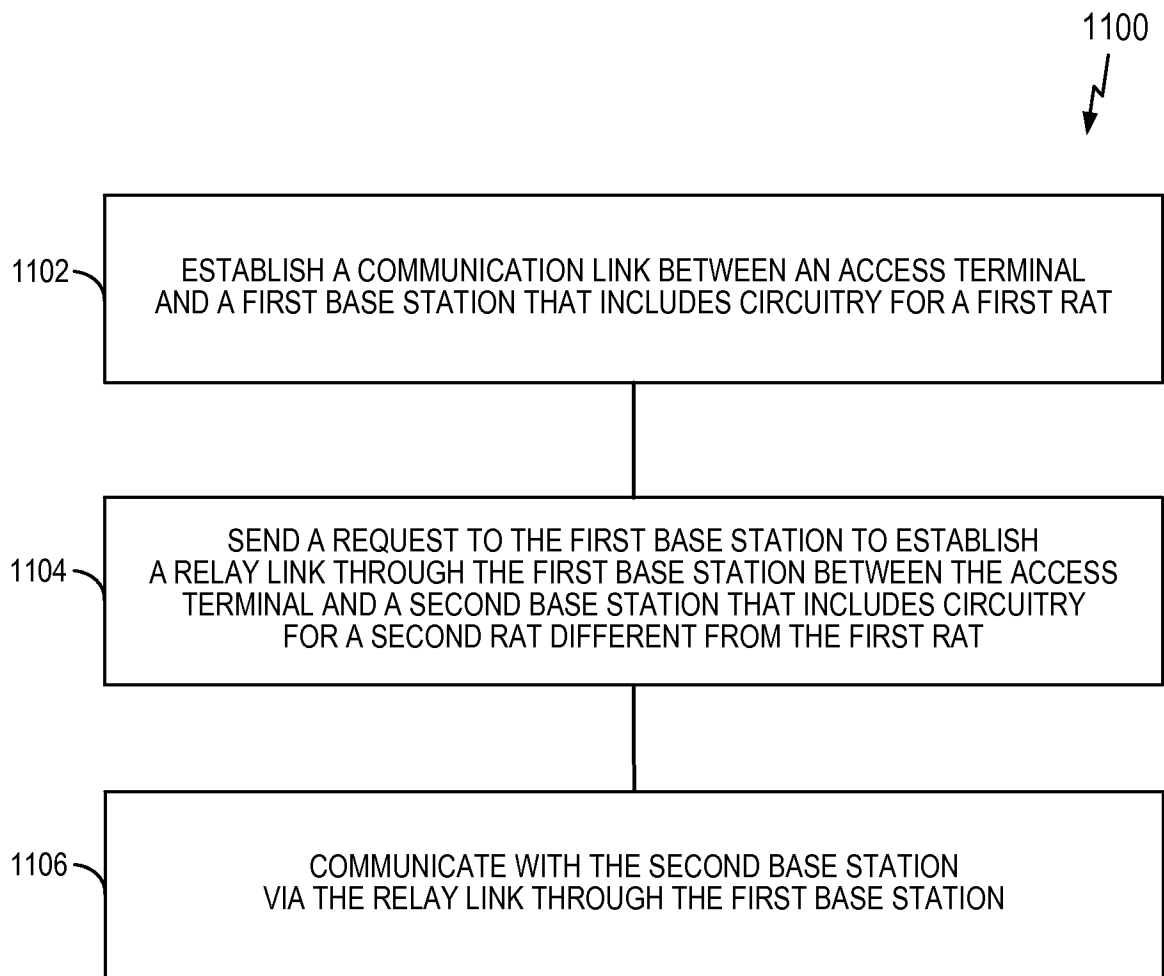 1100
1102
ESTABLISH A COMMUNICATION LINK BETWEEN AN ACCESS TERMINAL
AND A FIRST BASE STATION THAT INCLUDES CIRCUITRY FOR A FIRST RAT
1104
SEND A REQUEST TO THE FIRST BASE STATION TO ESTABLISH
A RELAY LINK THROUGH THE FIRST BASE STATION BETWEEN THE ACCESS
TERMINAL AND A SECOND BASE STATION THAT INCLUDES CIRCUITRY
FOR A SECOND RAT DIFFERENT FROM THE FIRST RAT
1106
COMMUNICATE WITH THE SECOND BASE STATION
VIA THE RELAY LINK THROUGH THE FIRST BASE STATION